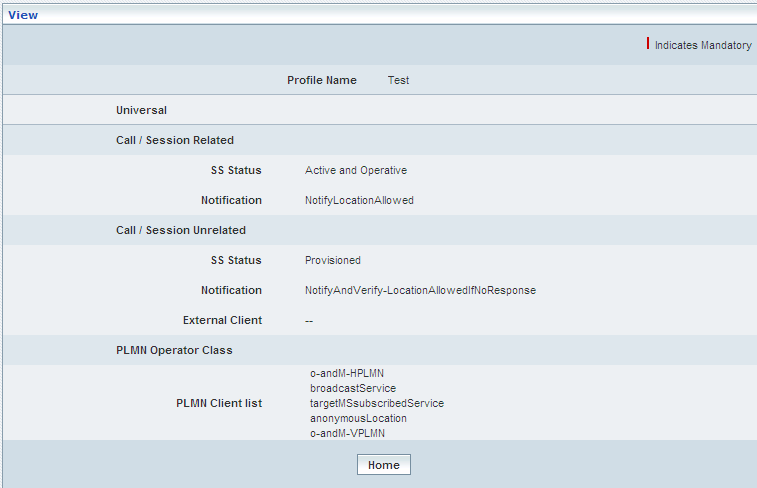 View
Indicates Mandatory
Profile Name Test
Universal
Call / Session Related
SS Status Active and Operative
Notification NotifyLocationAllowed
Call / Session Unrelated
SS Status Provisioned
Notification NotifyAndVerify-LocationAllowedIfNoResponse
External Client --
PLMN Operator Class
o-andM-HPLMN
broadcastService
PLMN Client list targetMSsubscribedService
anonymousLocation
o-andM-VPLMN
Home